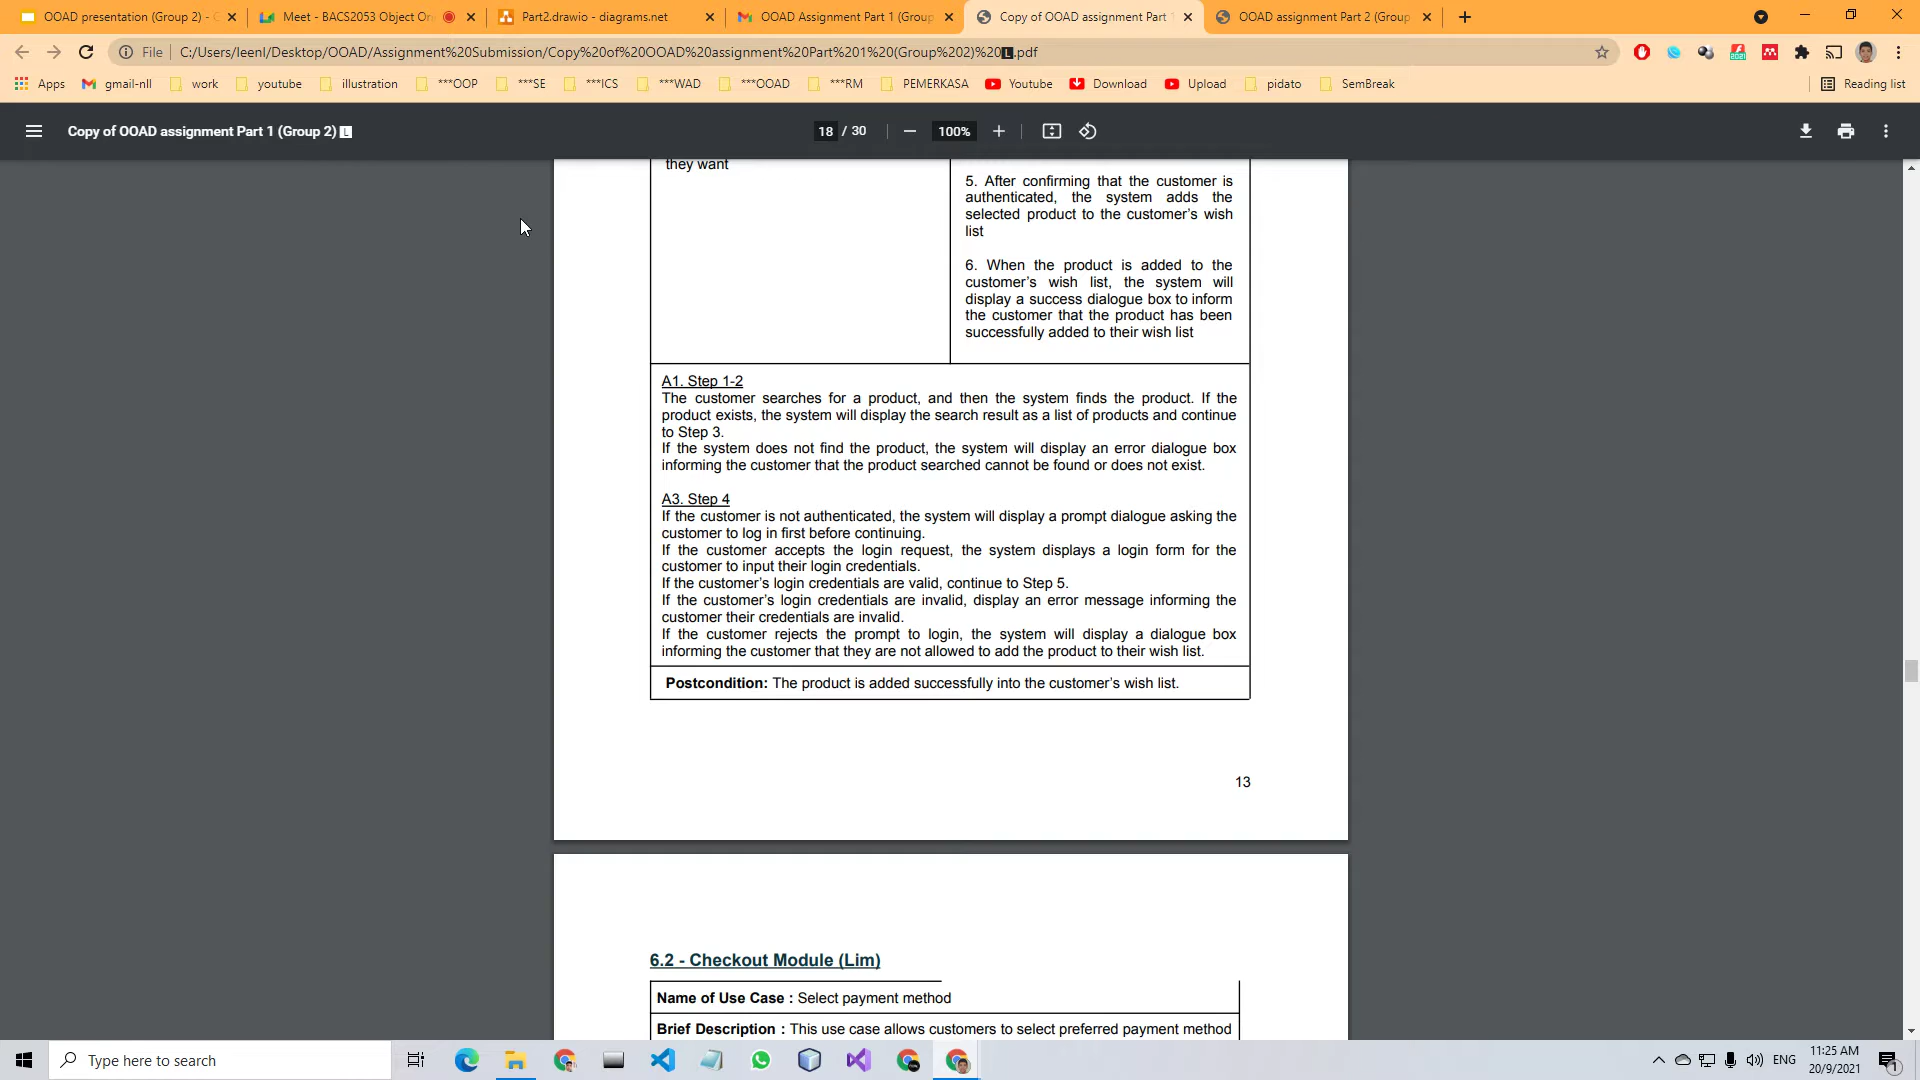 OOAD presentation (Group 2) - G
Meet - BACS2053 Object Or
Part2.drawio - diagrams.net
OOAD Assignment Part 1 (Group
Copy of OOAD assignment Part
OOAD assignment Part 2 (Group
File
C:/Users/leenl/Desktop/OOAD/Assignment%20Submission/Copy%20of%20OOAD%20assignment%20Part%201%20(Group%202)%20🅻.pdf
Apps
gmail-nll
work
youtube
illustration
***OOP
***SE
***ICS
***WAD
***OOAD
***RM
PEMERKASA
Youtube
Download
Upload
pidato
SemBreak
Reading list
Copy of OOAD assignment Part 1 (Group 2) 🅻
18 / 30
100%
they want
5. After confirming that the customer is
authenticated, the system adds the
selected product to the customer's wish
list
6. When the product is added to the
customer's wish list, the system will
display a success dialogue box to inform
the customer that the product has been
successfully added to their wish list
A1. Step 1-2
The customer searches for a product, and then the system finds the product. If the
product exists, the system will display the search result as a list of products and continue
to Step 3.
If the system does not find the product, the system will display an error dialogue box
informing the customer that the product searched cannot be found or does not exist.
A3. Step 4
If the customer is not authenticated, the system will display a prompt dialogue asking the
customer to log in first before continuing.
If the customer accepts the login request, the system displays a login form for the
customer to input their login credentials.
If the customer's login credentials are valid, continue to Step 5.
If the customer's login credentials are invalid, display an error message informing the
customer their credentials are invalid.
If the customer rejects the prompt to login, the system will display a dialogue box
informing the customer that they are not allowed to add the product to their wish list.
Postcondition: The product is added successfully into the customer's wish list.
13
6.2 - Checkout Module (Lim)
Name of Use Case : Select payment method
Brief Description : This use case allows customers to select preferred payment method
Type here to search
ENG
11:25 AM
20/9/2021
1